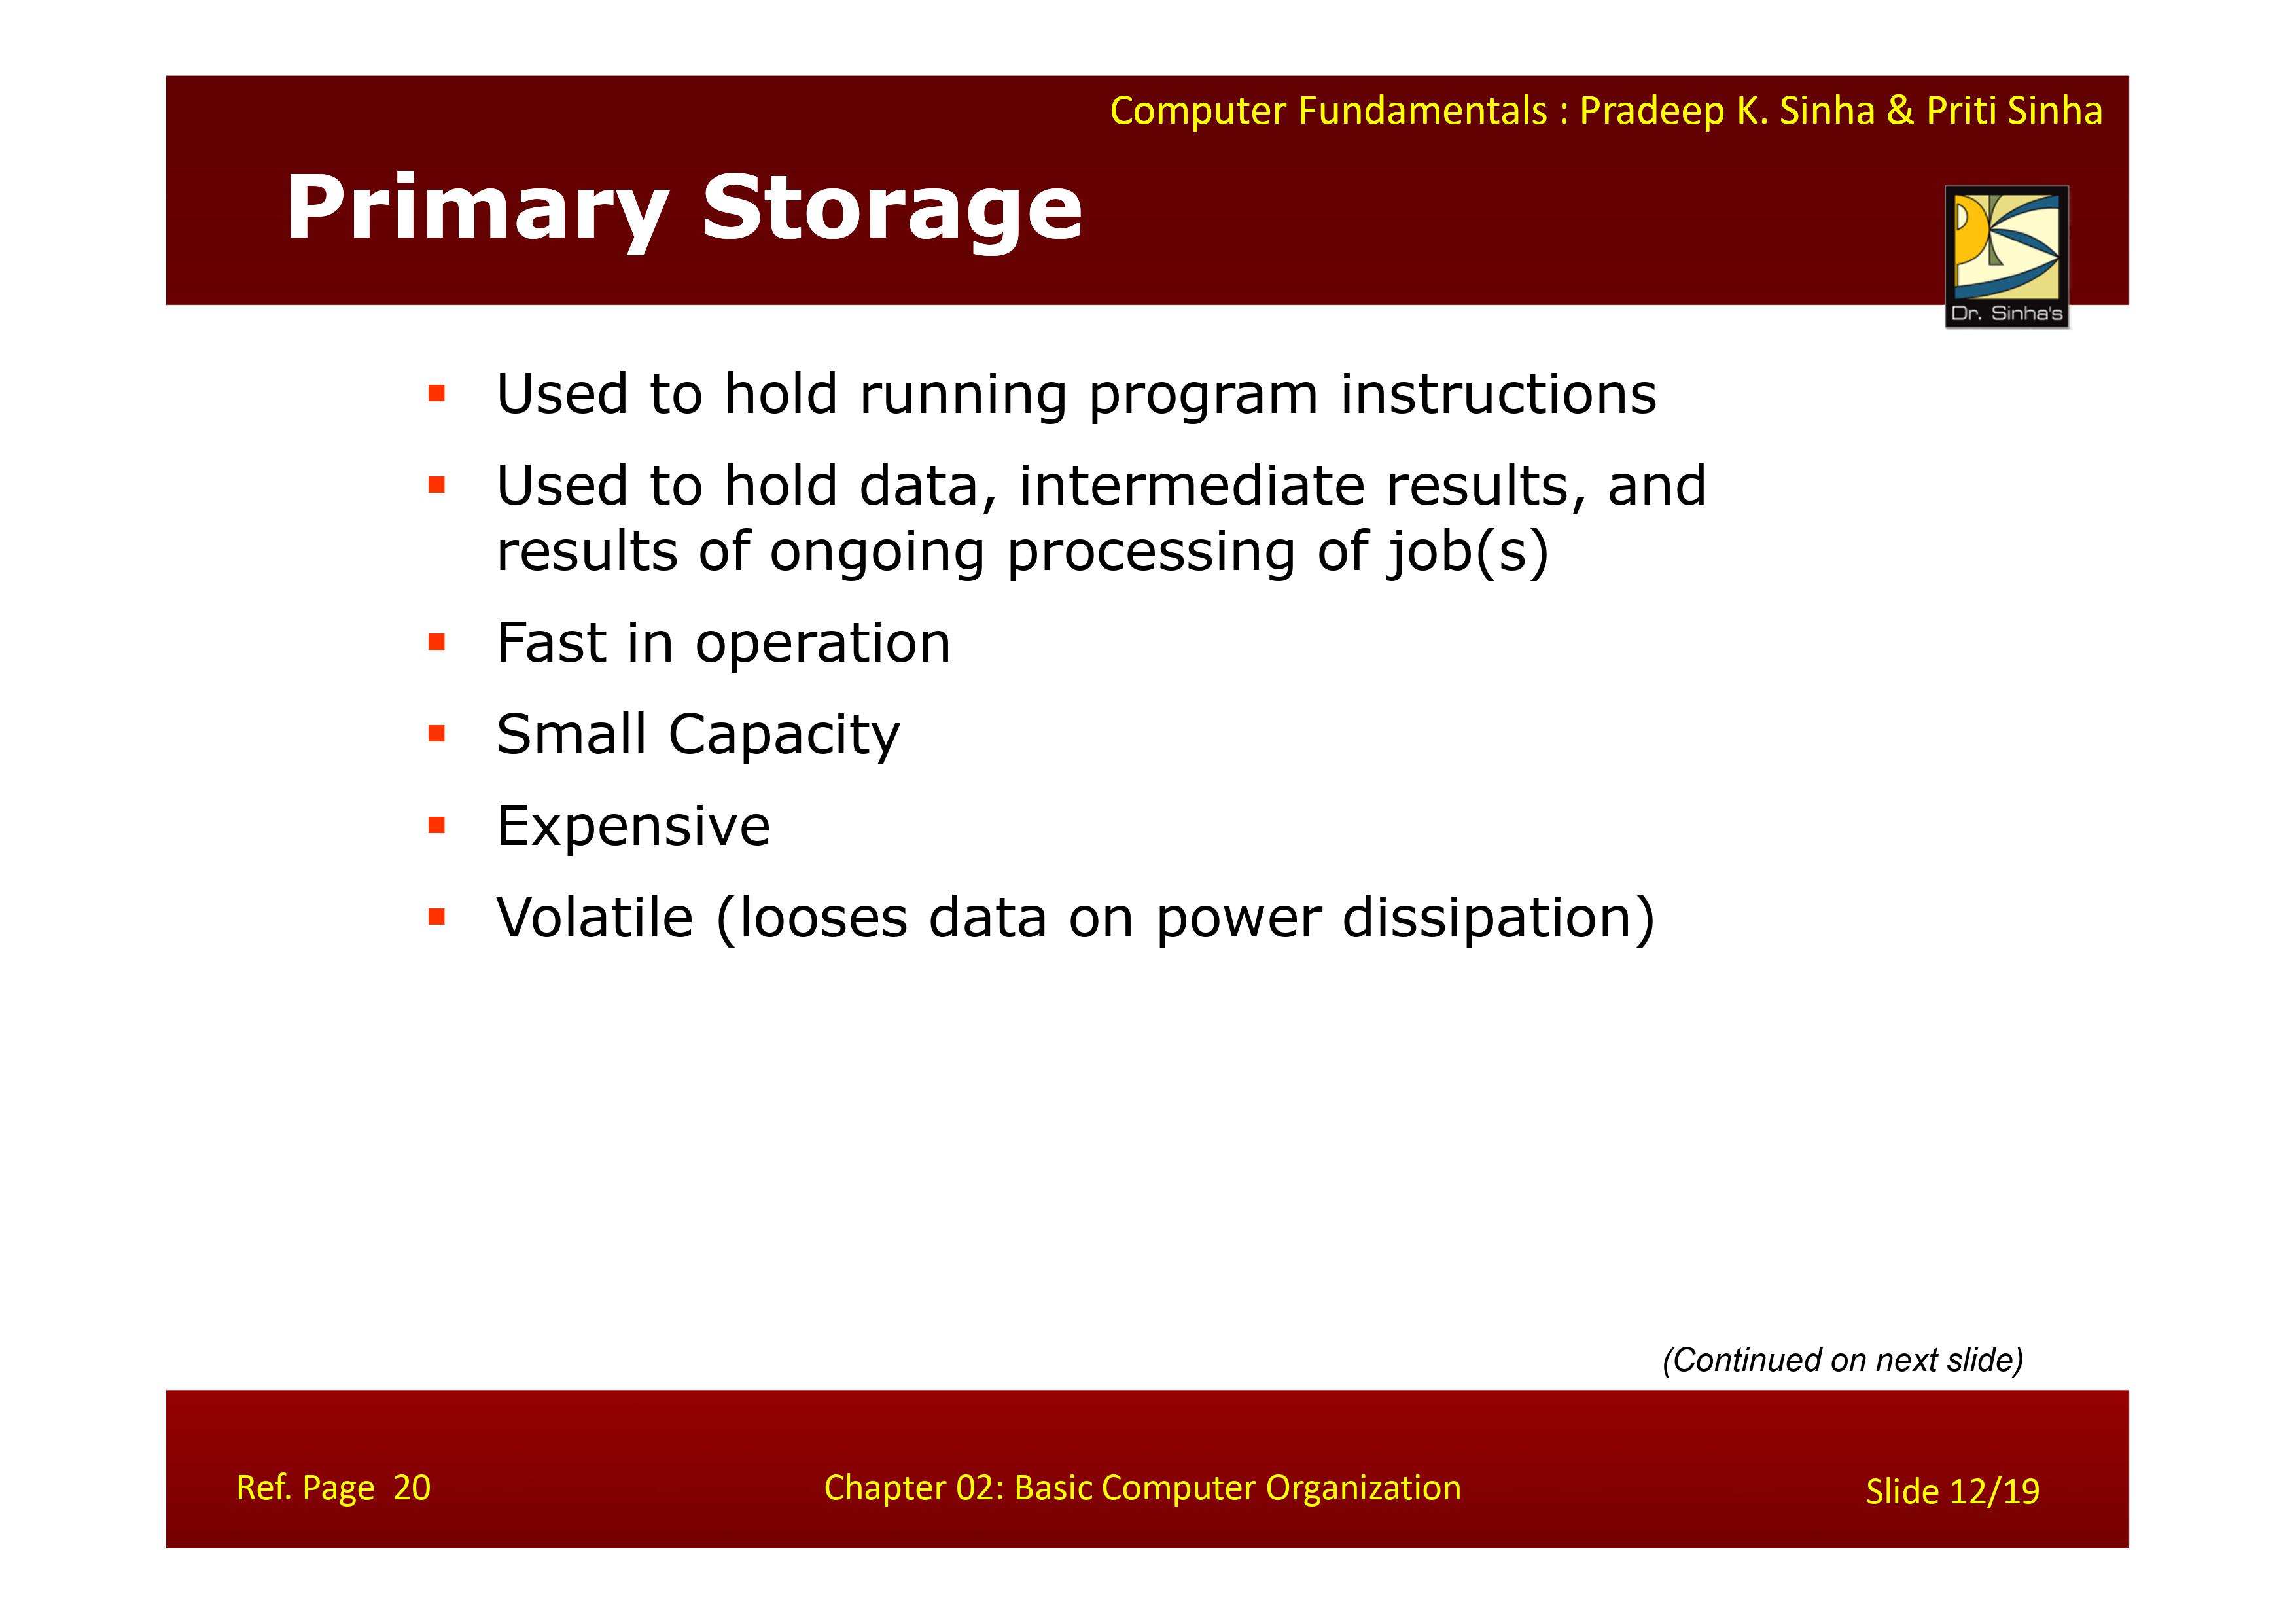 Computer Fundamentals : Pradeep K. Sinha & Priti Sinha
Primary Storage
Dr. Sinha's
▪ Used to hold running program instructions
▪ Used to hold data, intermediate results, and
results of ongoing processing of job(s)
▪ Fast in operation
▪ Small Capacity
▪ Expensive
▪ Volatile (looses data on power dissipation)
(Continued on next slide)
Ref. Page 20
Chapter 02: Basic Computer Organization
Slide 12/19